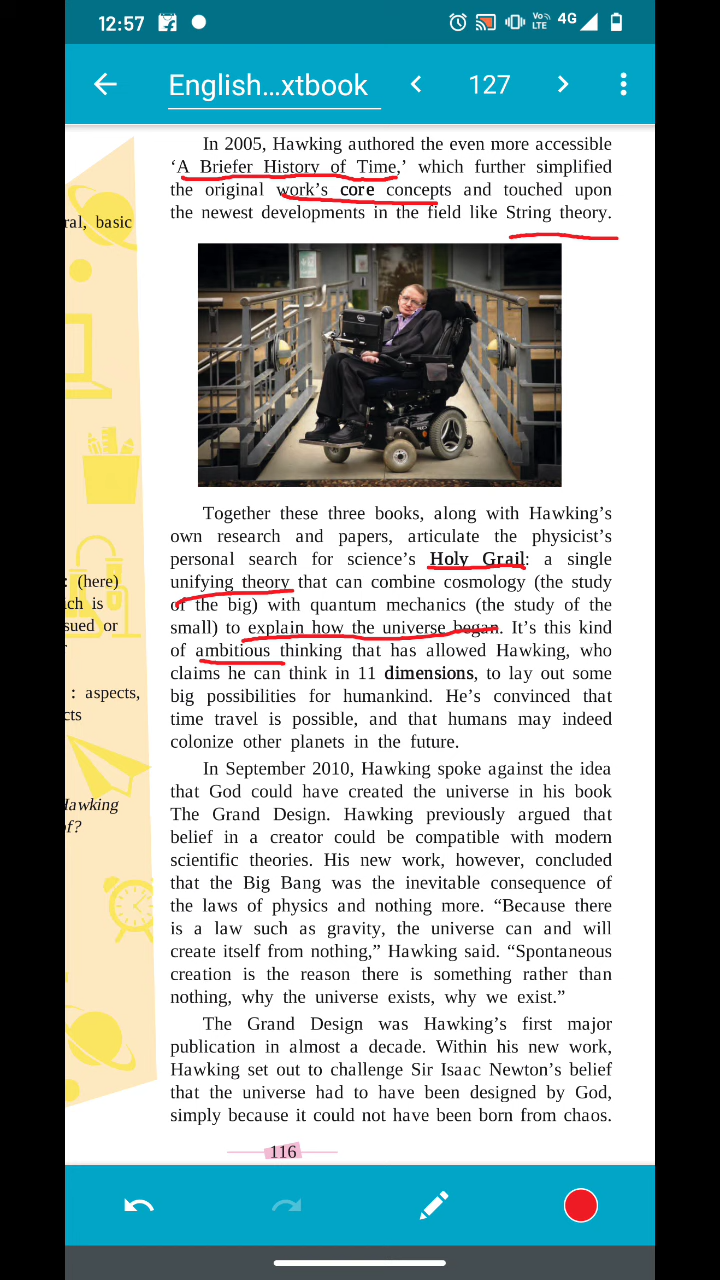 12:57
Vo
LTE
4G
English...xtbook
127
ral, basic
: (here)
ich is
sued or
: aspects,
cts
Hawking
of?
In 2005, Hawking authored the even more accessible
‘A Briefer History of Time,’ which further simplified
the original work’s core concepts and touched upon
the newest developments in the field like String theory.
Together these three books, along with Hawking’s
own research and papers, articulate the physicist’s
personal search for science’s Holy Grail: a single
unifying theory that can combine cosmology (the study
of the big) with quantum mechanics (the study of the
small) to explain how the universe began. It’s this kind
of ambitious thinking that has allowed Hawking, who
claims he can think in 11 dimensions, to lay out some
big possibilities for humankind. He’s convinced that
time travel is possible, and that humans may indeed
colonize other planets in the future.
In September 2010, Hawking spoke against the idea
that God could have created the universe in his book
The Grand Design. Hawking previously argued that
belief in a creator could be compatible with modern
scientific theories. His new work, however, concluded
that the Big Bang was the inevitable consequence of
the laws of physics and nothing more. “Because there
is a law such as gravity, the universe can and will
create itself from nothing,” Hawking said. “Spontaneous
creation is the reason there is something rather than
nothing, why the universe exists, why we exist.”
The Grand Design was Hawking’s first major
publication in almost a decade. Within his new work,
Hawking set out to challenge Sir Isaac Newton’s belief
that the universe had to have been designed by God,
simply because it could not have been born from chaos.
116